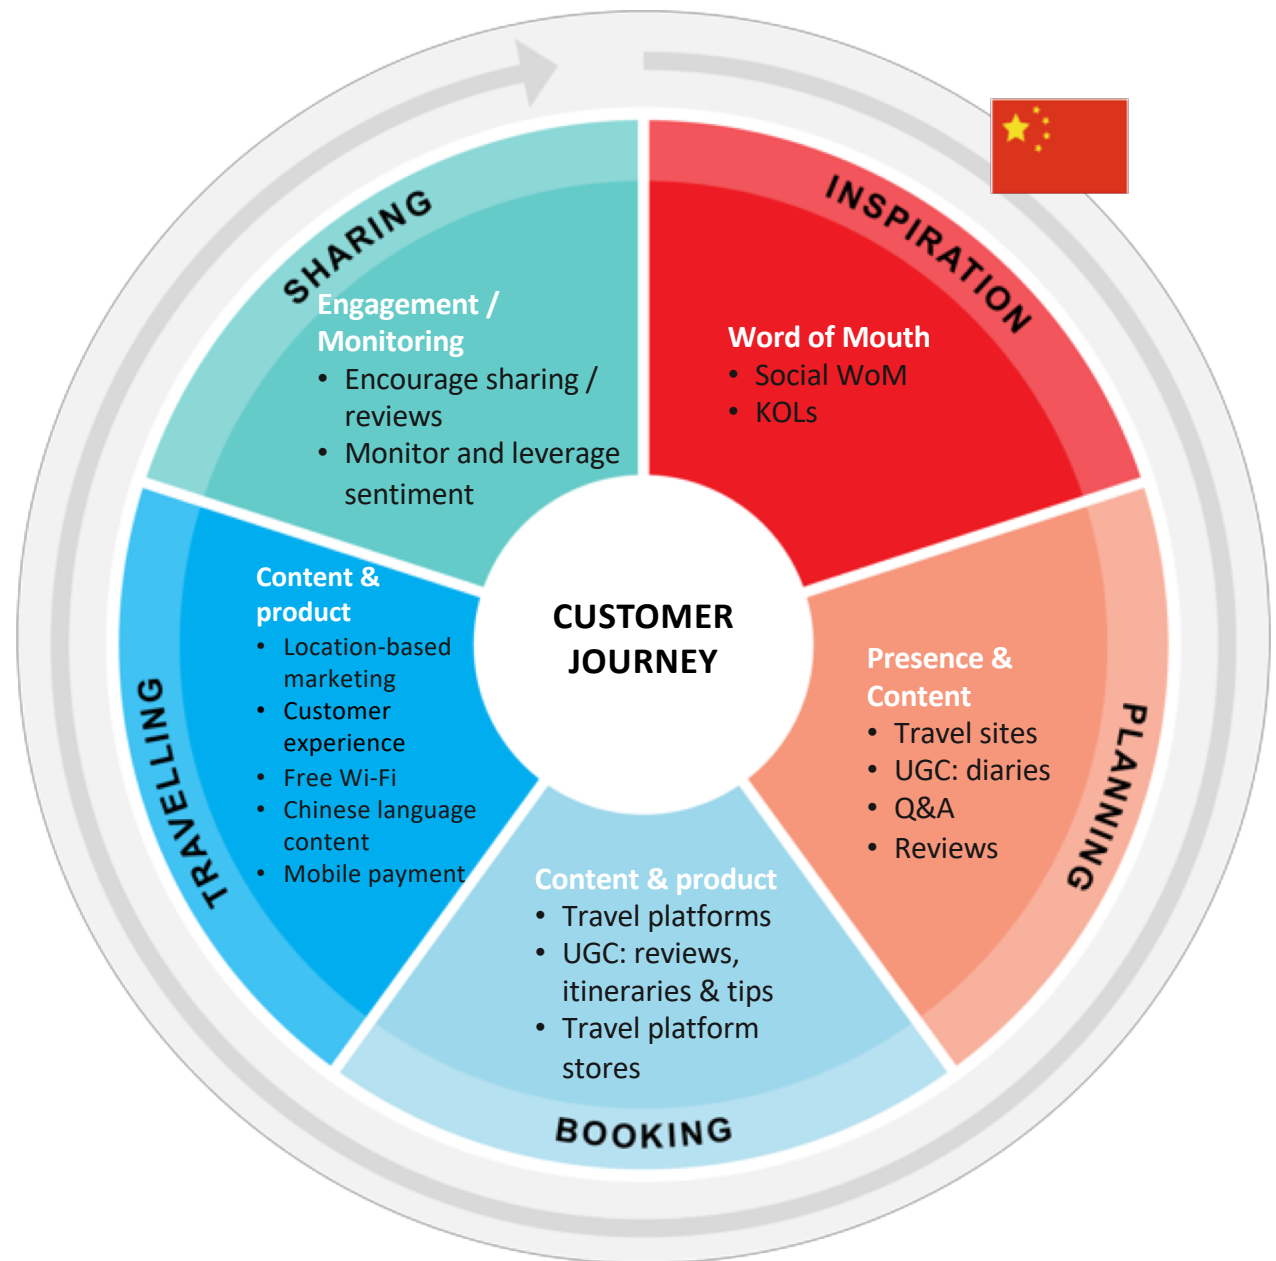 CUSTOMER
JOURNEY
INSPIRATION
Word of Mouth
• Social WoM
• KOLs
PLANNING
Presence &
Content
• Travel sites
• UGC: diaries
• Q&A
• Reviews
BOOKING
Content & product
• Travel platforms
• UGC: reviews,
itineraries & tips
• Travel platform
stores
TRAVELLING
Content &
product
• Location-based
marketing
• Customer
experience
• Free Wi-Fi
• Chinese language
content
• Mobile payment
SHARING
Engagement /
Monitoring
• Encourage sharing /
reviews
• Monitor and leverage
sentiment